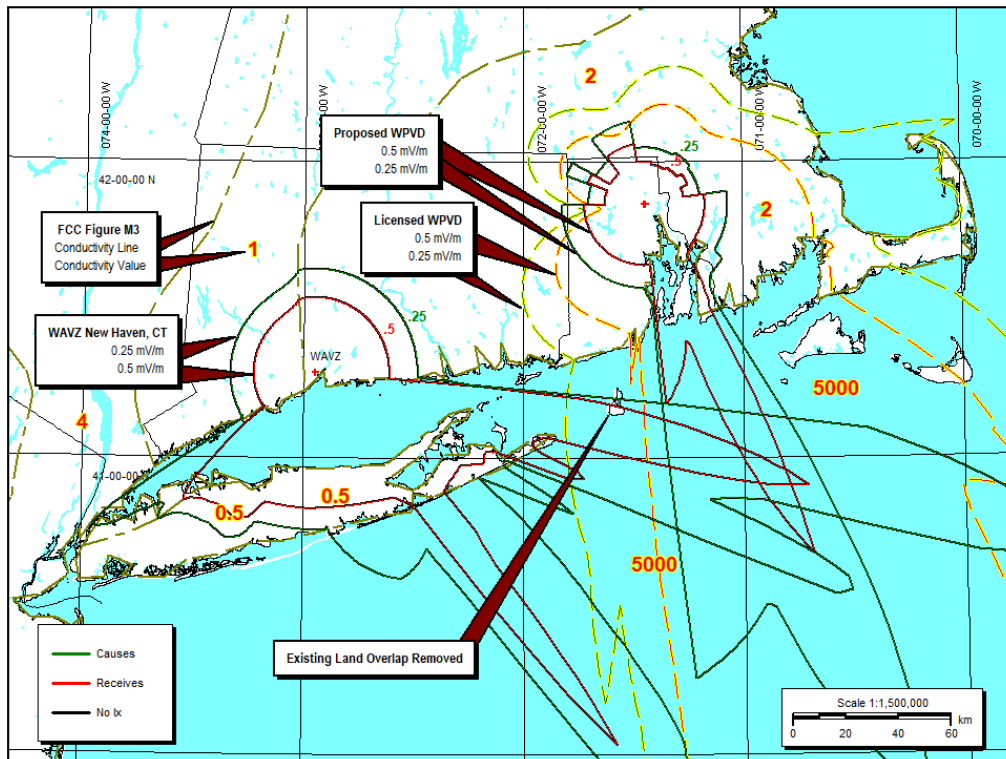 074-00-00 W
073-00-00 W
072-00-00 W
071-00-00 W
070-00-00 W
42-00-00 N
41-00-00
Proposed WPVD
0.5 mV/m
0.25 mV/m
Licensed WPVD
0.5 mV/m
0.25 mV/m
FCC Figure M3
Conductivity Line
Conductivity Value
WAVZ New Haven, CT
0.25 mV/m
0.5 mV/m
2
.25
.5
2
1
.25
.5
WAVZ
4
5000
0.5
0.5
5000
Existing Land Overlap Removed
Causes
Receives
No Ix
Scale 1:1,500,000
km
0 20 40 60